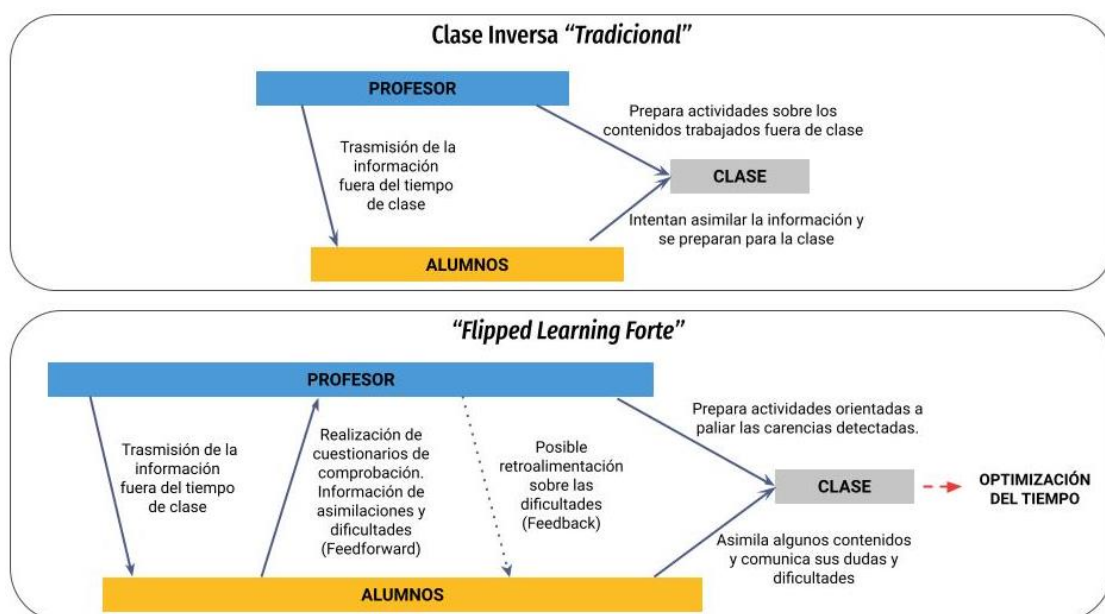 Clase Inversa “Tradicional”
PROFESOR
Trasmisión de la
información
fuera del tiempo
de clase
Prepara actividades sobre los
contenidos trabajados fuera de clase
CLASE
Intentan asimilar la información y
se preparan para la clase
ALUMNOS
“Flipped Learning Forte”
PROFESOR
Trasmisión de la
información
fuera del tiempo
de clase
Realización de
cuestionarios de
comprobación.
Información de
asimilaciones y
dificultades
(Feedforward)
Posible
retroalimentación
sobre las
dificultades
(Feedback)
Prepara actividades orientadas a
paliar las carencias detectadas.
CLASE
OPTIMIZACIÓN
DEL TIEMPO
Asimila algunos contenidos
y comunica sus dudas y
dificultades
ALUMNOS